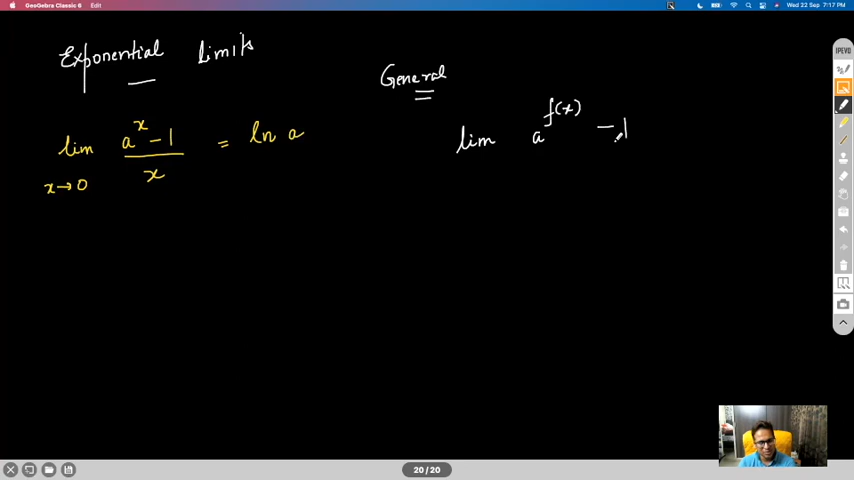 GeoGebra Classic 6 Edit Wed 22 Sep 7:17 PM
IPEVO
Exponential Limits
General
lim a^x - 1 / x = ln a
x → 0
lim a^f(x) - 1
20/20